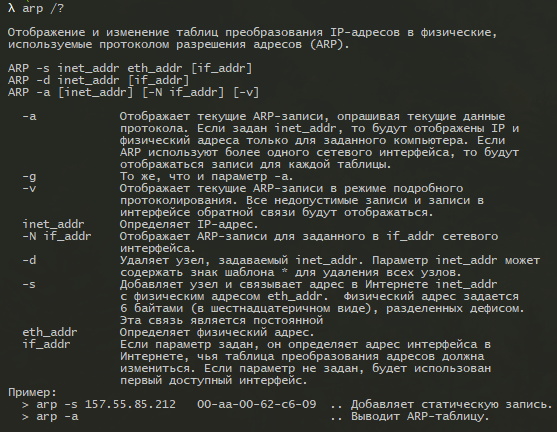 λ arp /?
Отображение и изменение таблиц преобразования IP-адресов в физические,
используемые протоколом разрешения адресов (ARP).
ARP -s inet_addr eth_addr [if_addr]
ARP -d inet_addr [if_addr]
ARP -a [inet_addr] [-N if_addr] [-v]
-a Отображает текущие ARP-записи, опрашивая текущие данные
протокола. Если задан inet_addr, то будут отображены IP и
физический адреса только для заданного компьютера. Если
ARP используют более одного сетевого интерфейса, то будут
отображаться записи для каждой таблицы.
-g То же, что и параметр -a.
-v Отображает текущие ARP-записи в режиме подробного
протоколирования. Все недопустимые записи и записи в
интерфейсе обратной связи будут отображаться.
inet_addr Определяет IP-адрес.
-N if_addr Отображает ARP-записи для заданного в if_addr сетевого
интерфейса.
-d Удаляет узел, задаваемый inet_addr. Параметр inet_addr может
содержать знак шаблона * для удаления всех узлов.
-s Добавляет узел и связывает адрес в Интернете inet_addr
с физическим адресом eth_addr. Физический адрес задается
6 байтами (в шестнадцатеричном виде), разделенных дефисом.
Эта связь является постоянной
eth_addr Определяет физический адрес.
if_addr Если параметр задан, он определяет адрес интерфейса в
Интернете, чья таблица преобразования адресов должна
измениться. Если параметр не задан, будет использован
первый доступный интерфейс.
Пример:
> arp -s 157.55.85.212 00-aa-00-62-c6-09 .. Добавляет статическую запись.
> arp -a .. Выводит ARP-таблицу.